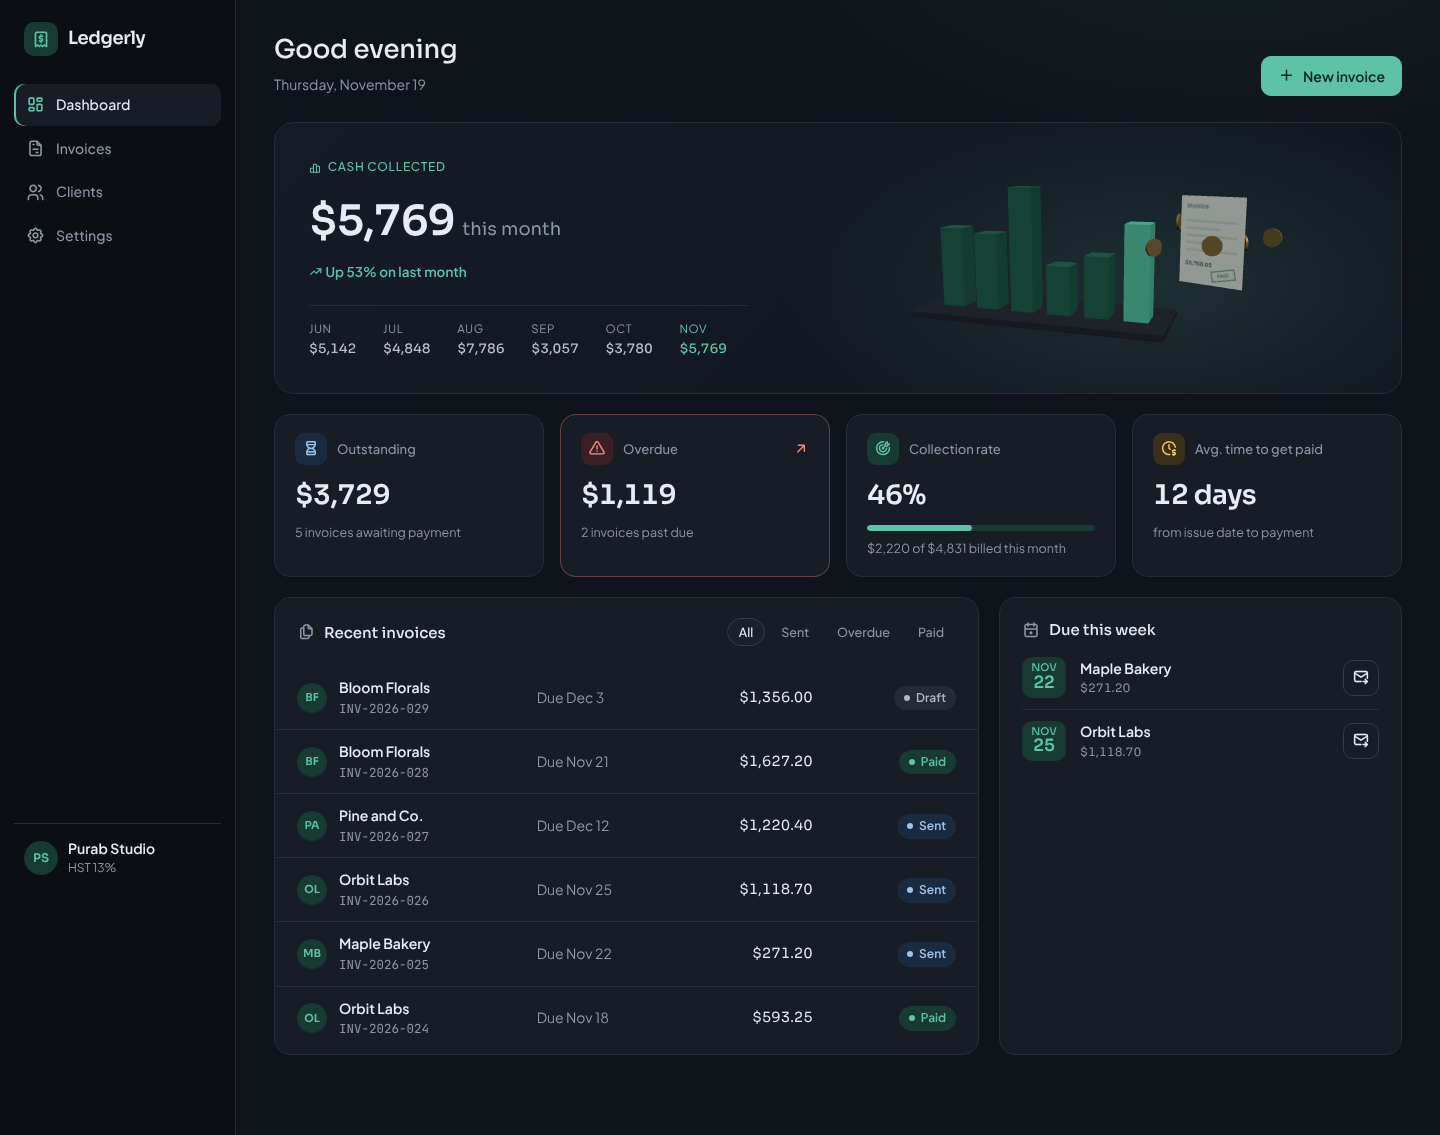 Ledgerly
Dashboard
Invoices
Clients
Settings
Purab Studio
PS
HST 13%
Good evening
Thursday, November 19
New invoice
CASH COLLECTED
$5,769 this month
Up 53% on last month
JUN JUL AUG SEP OCT NOV
$5,142 $4,848 $7,786 $3,057 $3,780 $5,769
Invoice
PAID
Outstanding
$3,729
5 invoices awaiting payment
Overdue
$1,119
2 invoices past due
Collection rate
46%
$2,220 of $4,831 billed this month
Avg. time to get paid
12 days
from issue date to payment
Recent invoices
All Sent Overdue Paid
BF Bloom Florals Due Dec 3 $1,356.00 Draft
INV-2026-029
BF Bloom Florals Due Nov 21 $1,627.20 Paid
INV-2026-028
PA Pine and Co. Due Dec 12 $1,220.40 Sent
INV-2026-027
OL Orbit Labs Due Nov 25 $1,118.70 Sent
INV-2026-026
MB Maple Bakery Due Nov 22 $271.20 Sent
INV-2026-025
OL Orbit Labs Due Nov 18 $593.25 Paid
INV-2026-024
Due this week
NOV
22
Maple Bakery
$271.20
NOV
25
Orbit Labs
$1,118.70